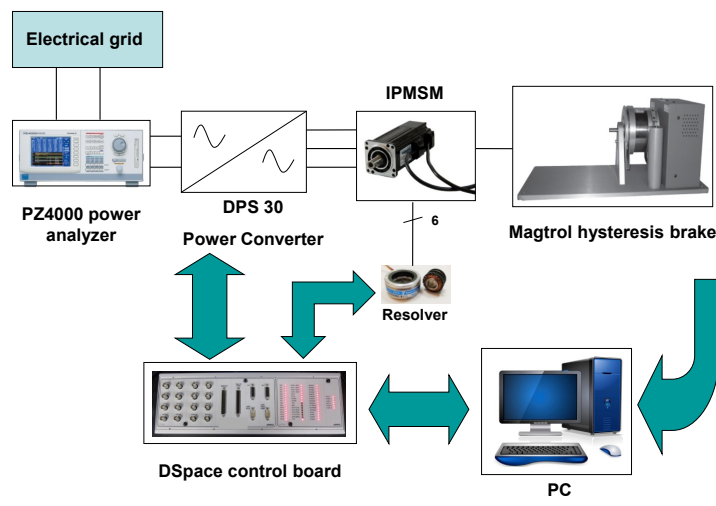 Electrical grid
IPMSM
PZ4000 power
analyzer
DPS 30
Power Converter
6
Magtrol hysteresis brake
Resolver
DSpace control board
PC